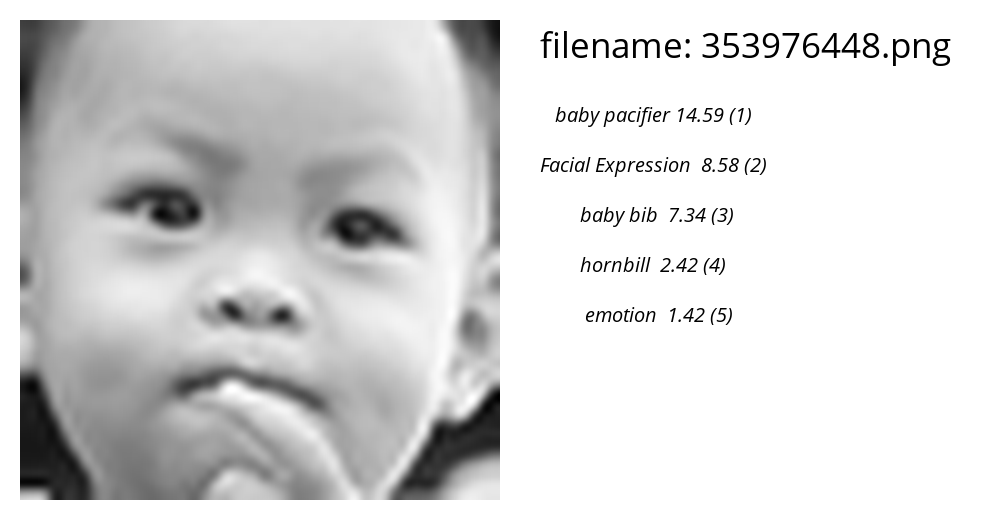 filename: 353976448.png
baby pacifier 14.59 (1)
Facial Expression 8.58 (2)
baby bib 7.34 (3)
hornbill 2.42 (4)
emotion 1.42 (5)